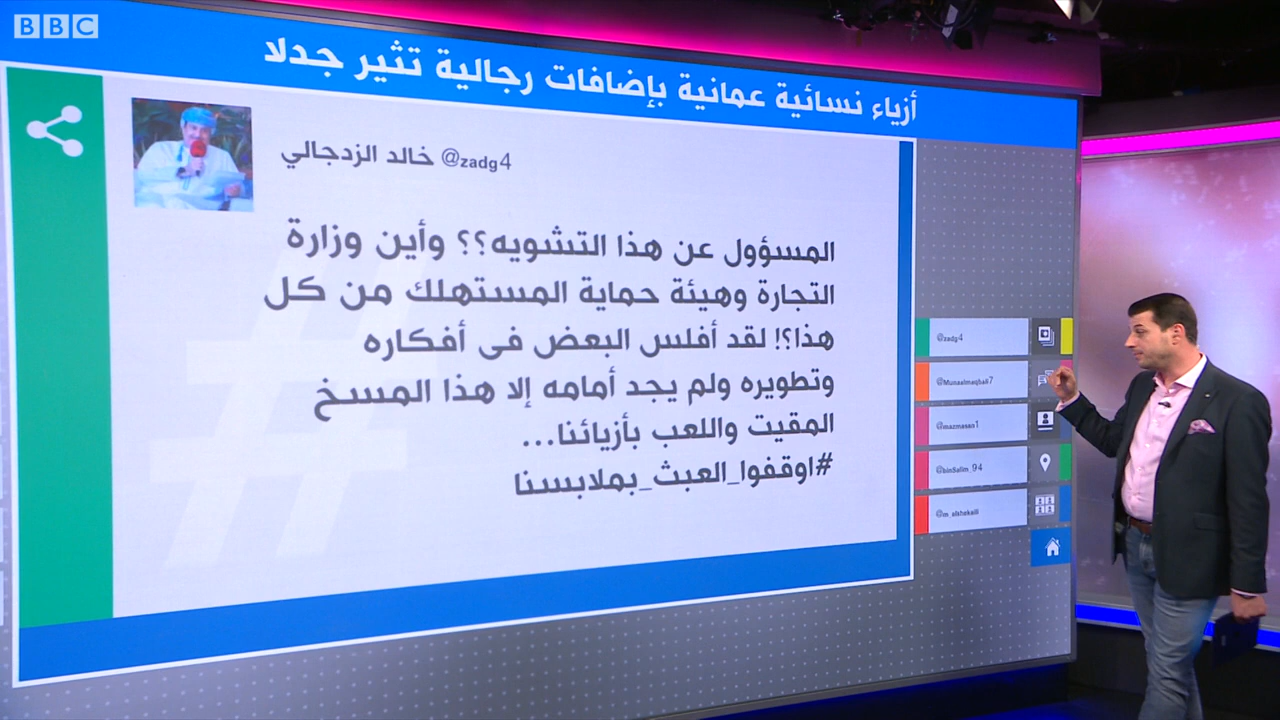 BBC
أزياء نسائية عمانية بإضافات رجالية تثير جدلا
خالد الزدجالي @zadg4
المسؤول عن هذا التشويه؟؟ وأين وزارة
التجارة وهيئة حماية المستهلك من كل
هذا؟! لقد أفلس البعض فى أفكاره
وتطويره ولم يجد أمامه إلا هذا المسخ
المقيت واللعب بأزيائنا...
#اوقفوا_العبث_بملابسنا
@zadg4
@Munaalmaqbali7
@mazmasan1
@binSalim_94
@m_alshekaili